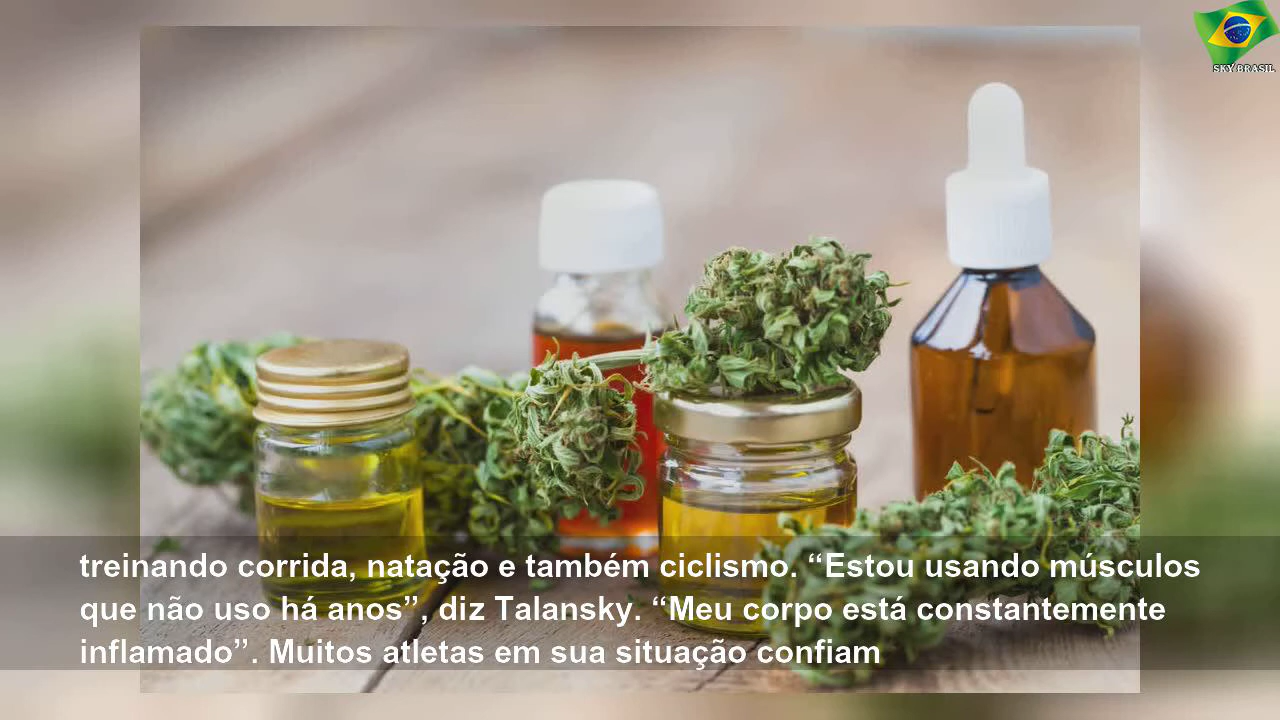 SKY BRASIL
treinando corrida, natação e também ciclismo. “Estou usando músculos
que não uso há anos”, diz Talansky. “Meu corpo está constantemente
inflamado”. Muitos atletas em sua situação confiam